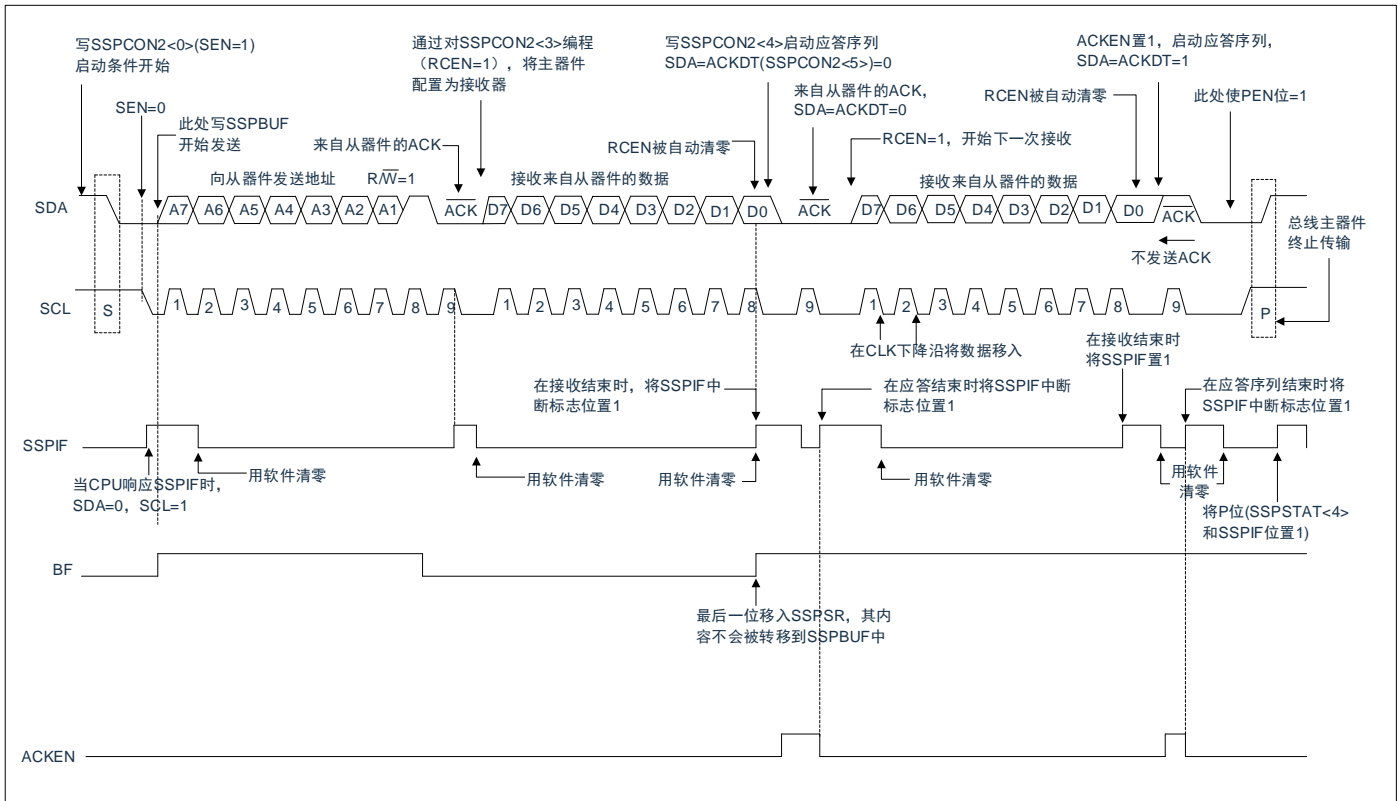 写SSPCON2<0>(SEN=1)
启动条件开始
SEN=0
此处写SSPBUF
开始发送
通过对SSPCON2<3>编程
（RCEN=1），将主器件
配置为接收器
来自从器件的ACK
写SSPCON2<4>启动应答序列
SDA=ACKDT(SSPCON2<5>)=0
RCEN被自动清零
来自从器件的ACK,
SDA=ACKDT=0
RCEN=1，开始下一次接收
ACKEN置1，启动应答序列，
SDA=ACKDT=1
RCEN被自动清零
此处使PEN位=1
向从器件发送地址
R/W=1
接收来自从器件的数据
接收来自从器件的数据
SDA
A7 A6 A5 A4 A3 A2 A1 ACK D7 D6 D5 D4 D3 D2 D1 D0 ACK D7 D6 D5 D4 D3 D2 D1 D0 ACK
不发送ACK
总线主器件
终止传输
SCL
S 1 2 3 4 5 6 7 8 9 1 2 3 4 5 6 7 8 9 1 2 3 4 5 6 7 8 9 P
在CLK下降沿将数据移入
在接收结束时，将SSPIF中
断标志位置1
在应答结束时将SSPIF中断
标志位置1
在接收结束时
将SSPIF置1
在应答序列结束时将
SSPIF中断标志位置1
SSPIF
当CPU响应SSPIF时，
SDA=0，SCL=1
用软件清零
用软件清零
用软件清零
用软件清零
用软件
清零
将P位(SSPSTAT<4>
和SSPIF位置1)
BF
最后一位移入SSPSR，其内
容不会被转移到SSPBUF中
ACKEN